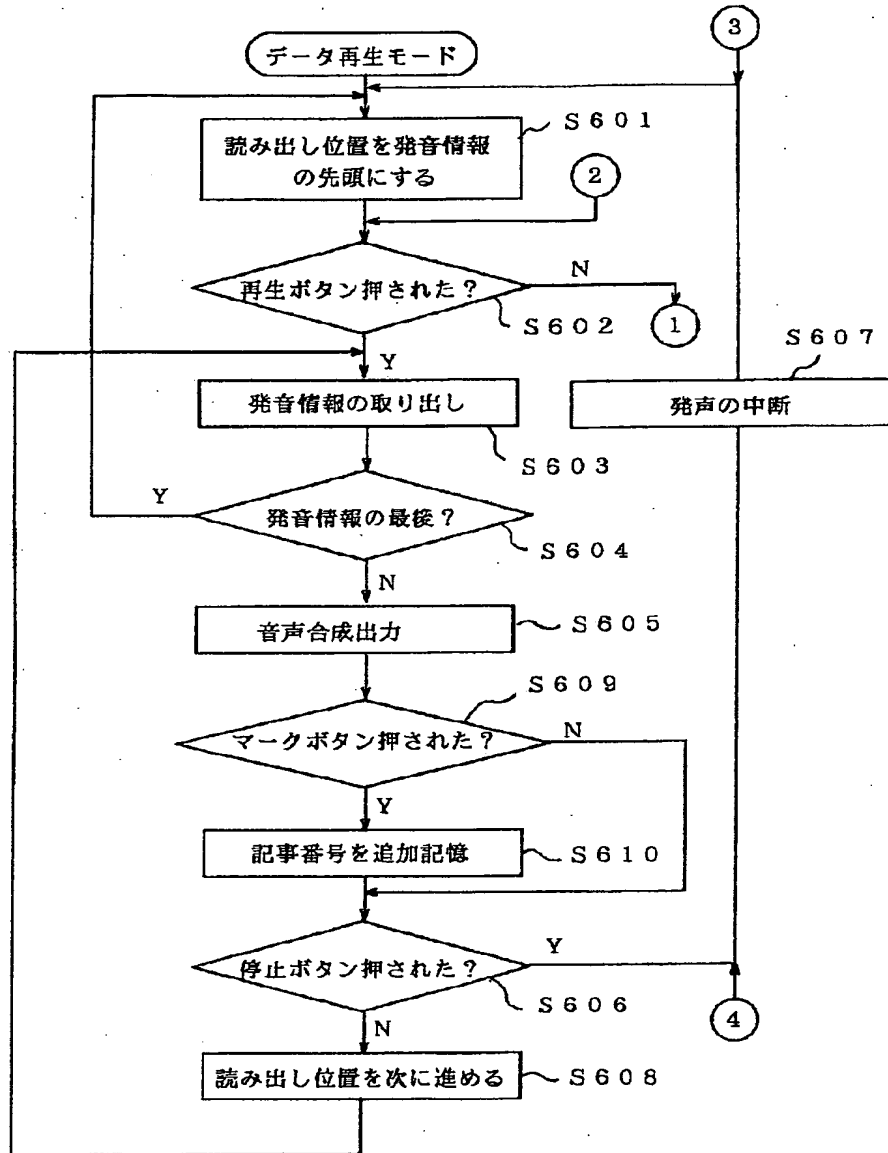 ③
データ再生モード
S601
読み出し位置を発音情報
の先頭にする
②
再生ボタン押された?
N
S602
①
S607
Y
発音情報の取り出し
発声の中断
S603
Y
発音情報の最後?
S604
N
音声合成出力
S605
S609
マークボタン押された?
N
Y
記事番号を追加記憶
S610
停止ボタン押された?
Y
S606
④
N
読み出し位置を次に進める
S608